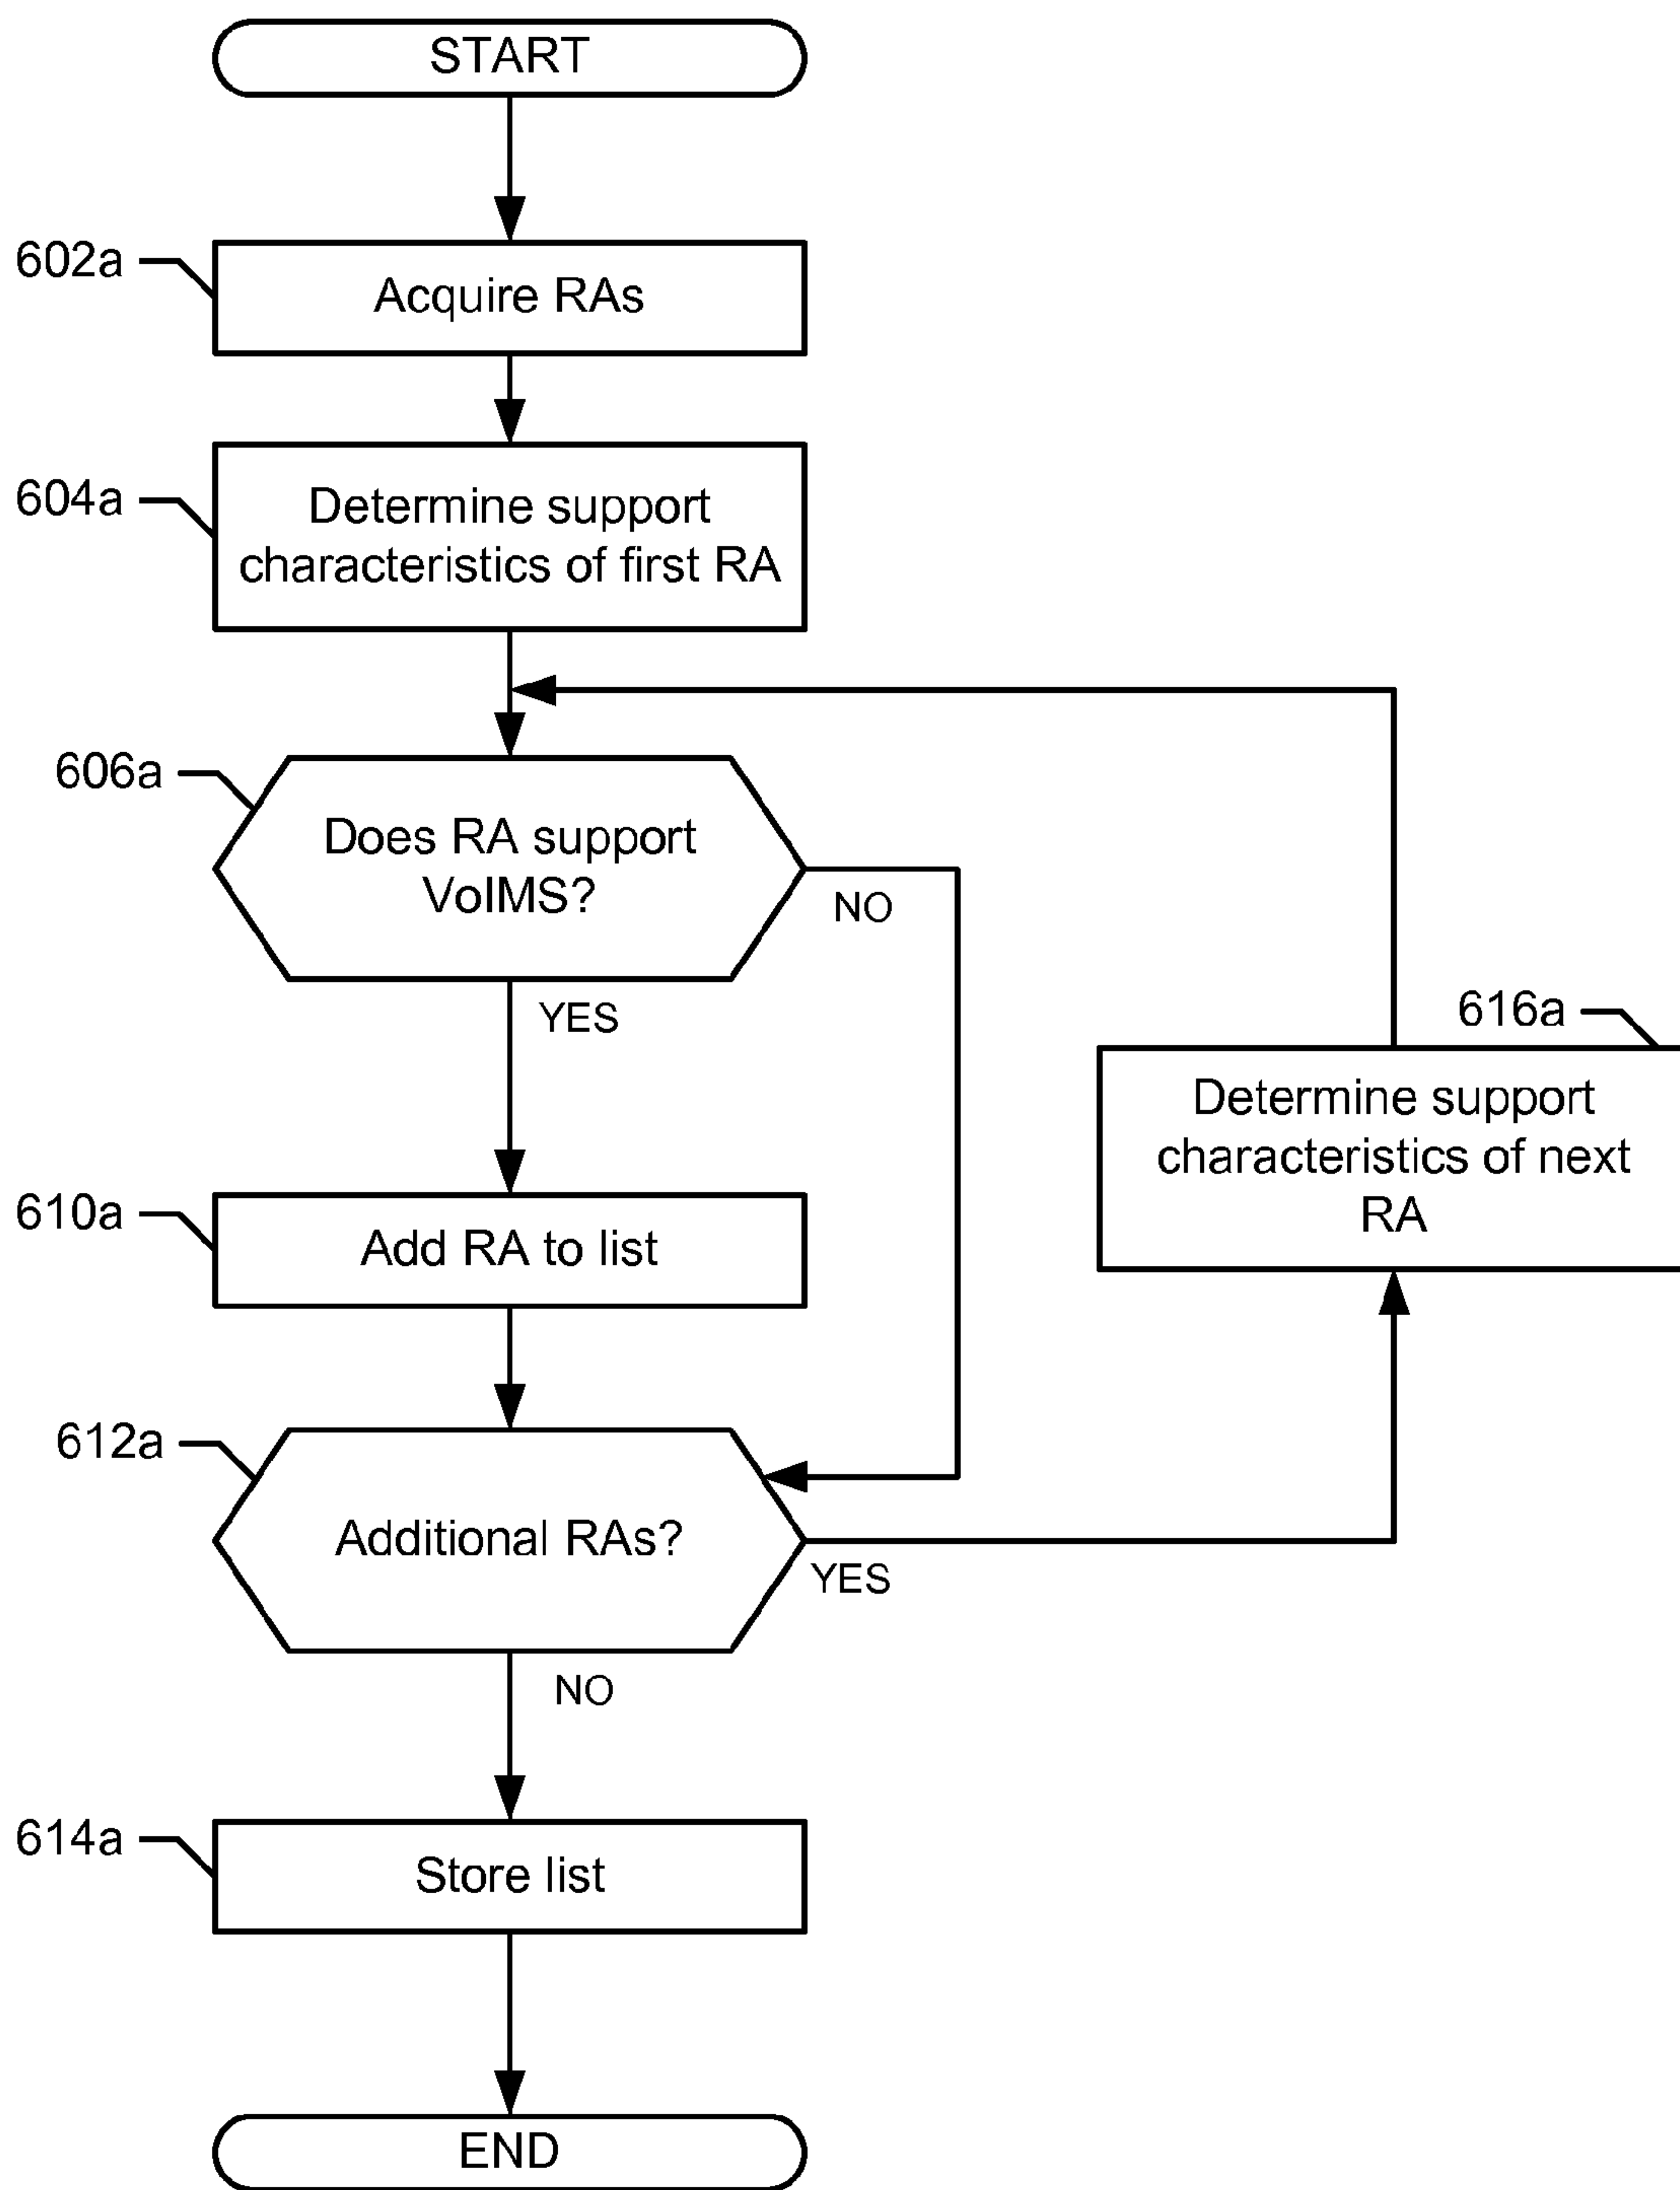 START
602a
Acquire RAs
604a
Determine support
characteristics of first RA
606a
Does RA support
VoIMS?
NO
YES
616a
Determine support
characteristics of next
RA
610a
Add RA to list
612a
Additional RAs?
YES
NO
614a
Store list
END